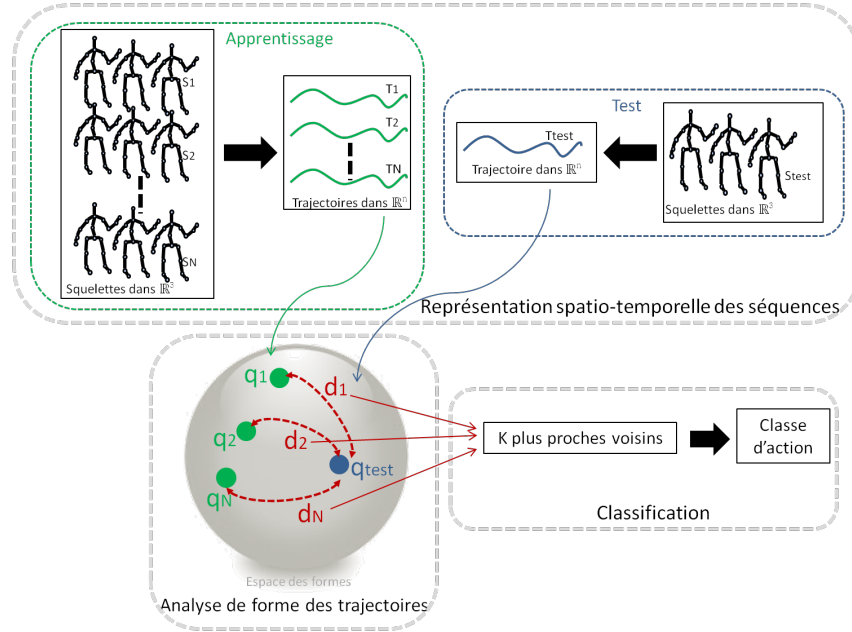 Apprentissage
S1
S2
SN
Squelettes dans ℝ³
T1
T2
TN
Trajectoires dans ℝⁿ
Test
Ttest
Trajectoire dans ℝⁿ
Stest
Squelettes dans ℝ³
Représentation spatio-temporelle des séquences
q1
q2
qN
qtest
d1
d2
dN
Espace des formes
Analyse de forme des trajectoires
K plus proches voisins
Classe
d'action
Classification